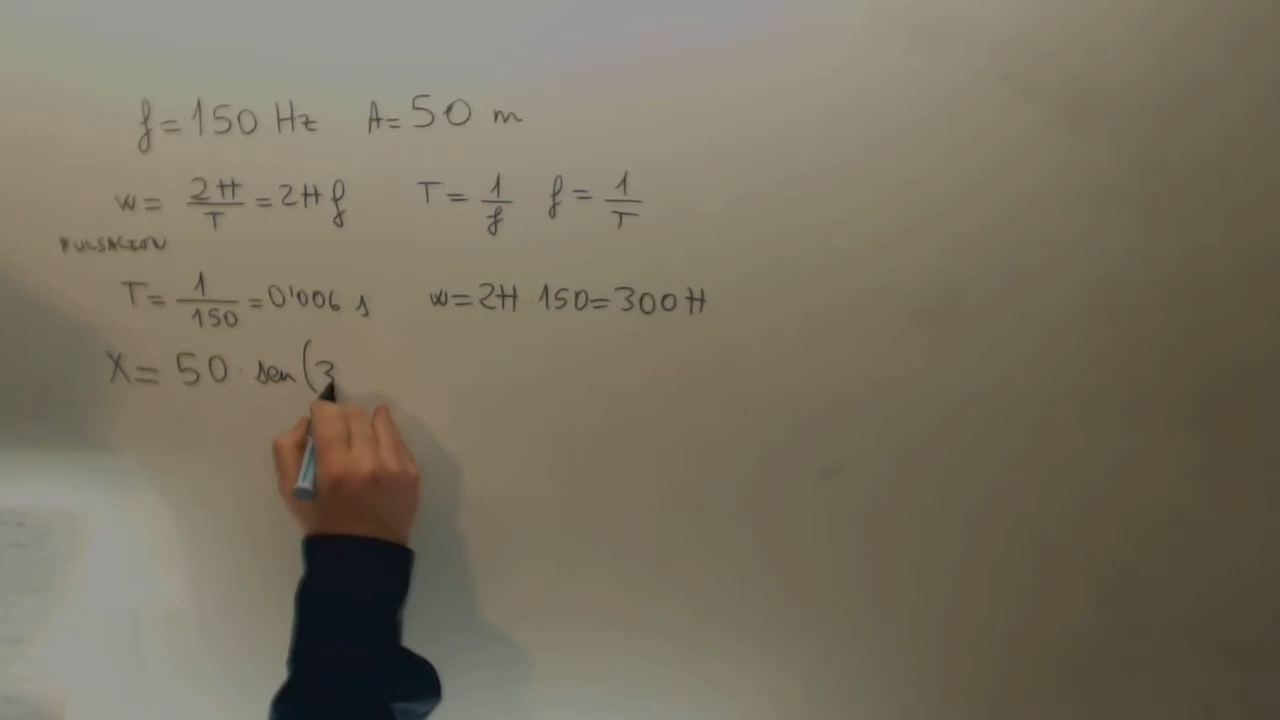 f = 150 Hz A = 50 m
w = 2π/T = 2πf T = 1/f f = 1/T
PULSACION
T = 1/150 = 0'006 s w = 2π 150 = 300π
X = 50 · sen(3